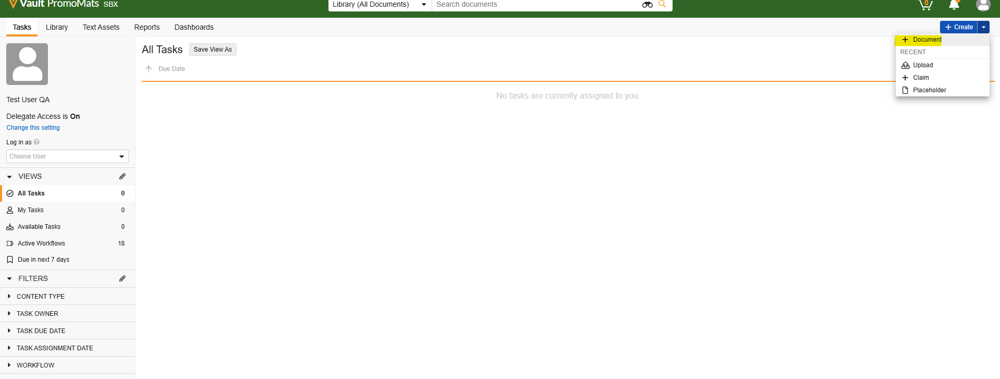 Vault PromoMats SBX
Library (All Documents)
Search documents
0
Tasks
Library
Text Assets
Reports
Dashboards
Create
Document
RECENT
Upload
Claim
Placeholder
All Tasks
Save View As
Due Date
No tasks are currently assigned to you.
Test User QA
Delegate Access is On
Change this setting
Log in as ?
Choose User
VIEWS
All Tasks 0
My Tasks 0
Available Tasks 0
Active Workflows 18
Due in next 7 days
FILTERS
CONTENT TYPE
TASK OWNER
TASK DUE DATE
TASK ASSIGNMENT DATE
WORKFLOW